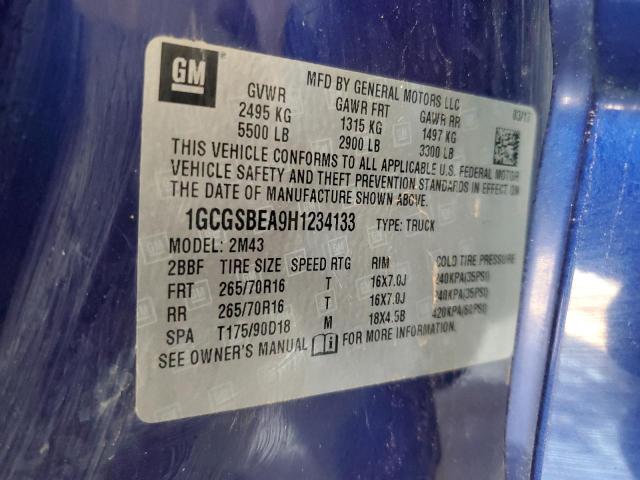 GM
MFD BY GENERAL MOTORS LLC
03/17
GVWR GAWR FRT GAWR RR
2495 KG 1315 KG 1497 KG
5500 LB 2900 LB 3300 LB
THIS VEHICLE CONFORMS TO ALL APPLICABLE U.S. FEDERAL MOTOR
VEHICLE SAFETY AND THEFT PREVENTION STANDARDS IN EFFECT ON
THE DATE OF MANUFACTURE SHOWN ABOVE.
1GCGSBEA9H1234133 TYPE: TRUCK
MODEL: 2M43
2BBF TIRE SIZE SPEED RTG RIM COLD TIRE PRESSURE
FRT 265/70R16 T 16X7.0J 240KPA(35PSI)
RR 265/70R16 T 16X7.0J 240KPA(35PSI)
SPA T175/90D18 M 18X4.5B 420KPA(60PSI)
SEE OWNER'S MANUAL FOR MORE INFORMATION.